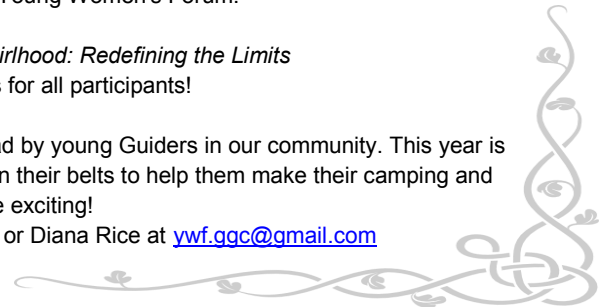 Young Women's Forum.
irlhood: Redefining the Limits
for all participants!
d by young Guiders in our community. This year is
n their belts to help them make their camping and
exciting!
or Diana Rice at ywf.ggc@gmail.com